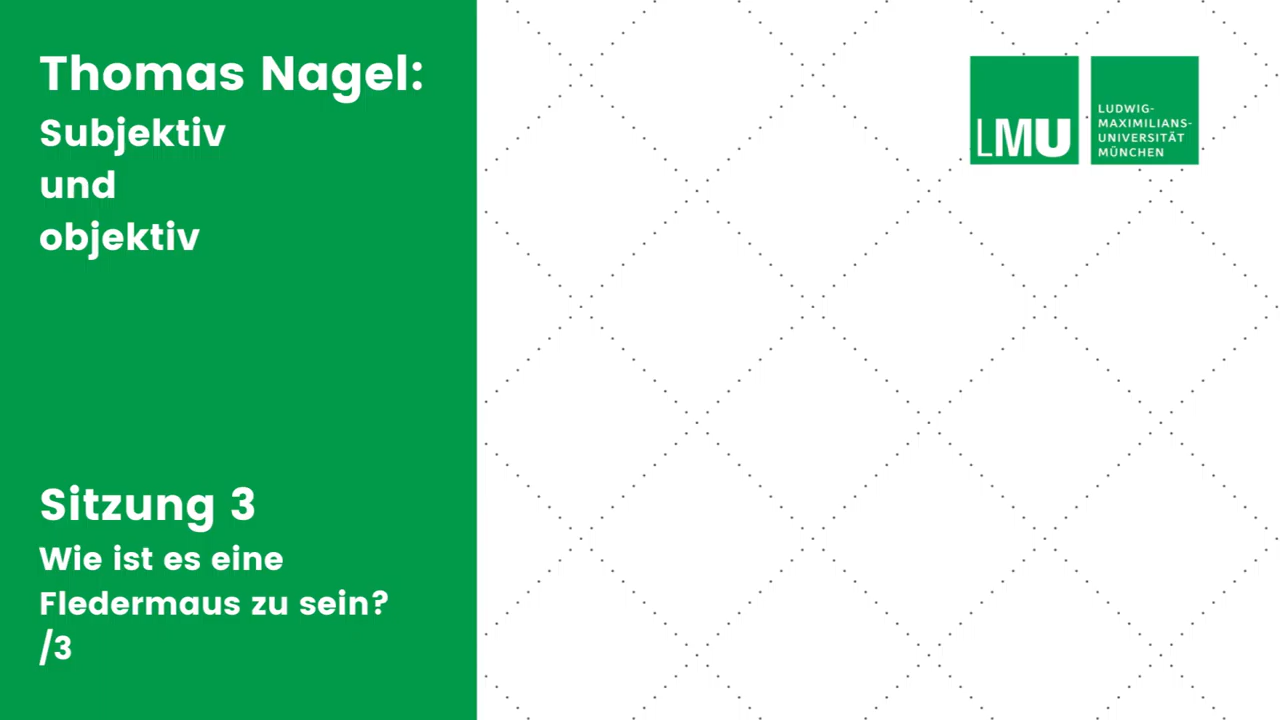 Thomas Nagel:
Subjektiv
und
objektiv
Sitzung 3
Wie ist es eine
Fledermaus zu sein?
/3
LMU
LUDWIG-
MAXIMILIANS-
UNIVERSITÄT
MÜNCHEN